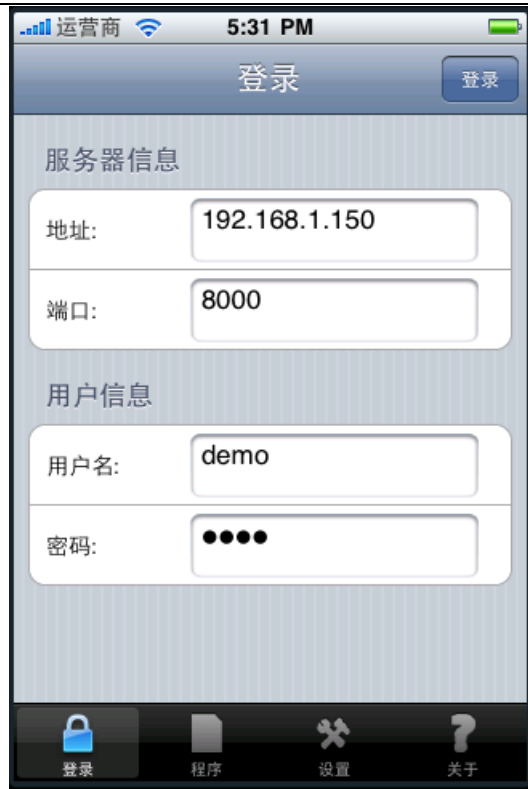 运营商 5:31 PM
登录 登录
服务器信息
地址: 192.168.1.150
端口: 8000
用户信息
用户名: demo
密码: ●●●●
登录 程序 设置 关于